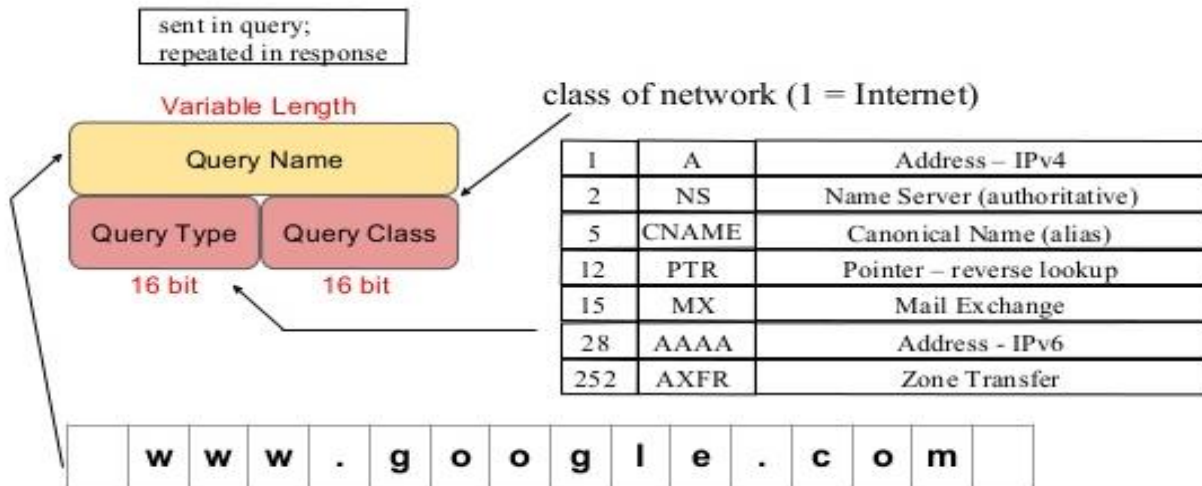 sent in query;
repeated in response
Variable Length
class of network (1 = Internet)
Query Name
Query Type Query Class
16 bit 16 bit
1 A Address – IPv4
2 NS Name Server (authoritative)
5 CNAME Canonical Name (alias)
12 PTR Pointer – reverse lookup
15 MX Mail Exchange
28 AAAA Address - IPv6
252 AXFR Zone Transfer
w w w . g o o g l e . c o m